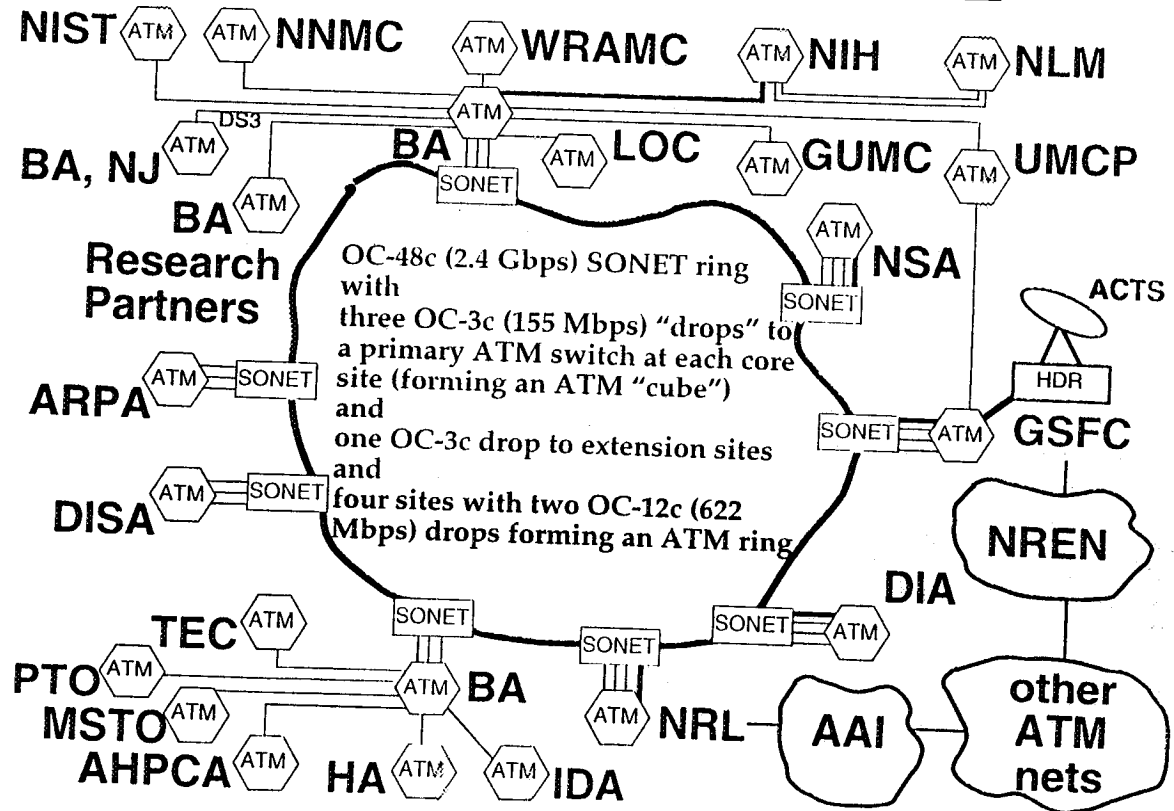 NIST ATM ATM NNMC ATM WRAMC ATM NIH ATM NLM
ATM
DS3
BA, NJ ATM BA ATM LOC ATM GUMC ATM UMCP
SONET
BA ATM
Research
Partners
ATM NSA
SONET
OC-48c (2.4 Gbps) SONET ring
with
three OC-3c (155 Mbps) “drops” to
a primary ATM switch at each core
site (forming an ATM “cube”)
and
one OC-3c drop to extension sites
and
four sites with two OC-12c (622
Mbps) drops forming an ATM ring
ACTS
HDR
ARPA ATM SONET
SONET ATM GSFC
DISA ATM SONET
NREN
DIA
SONET ATM
SONET
SONET
TEC ATM
PTO ATM
MSTO ATM
AHPCA ATM
ATM BA
HA ATM
ATM IDA
ATM NRL
AAI
other
ATM
nets